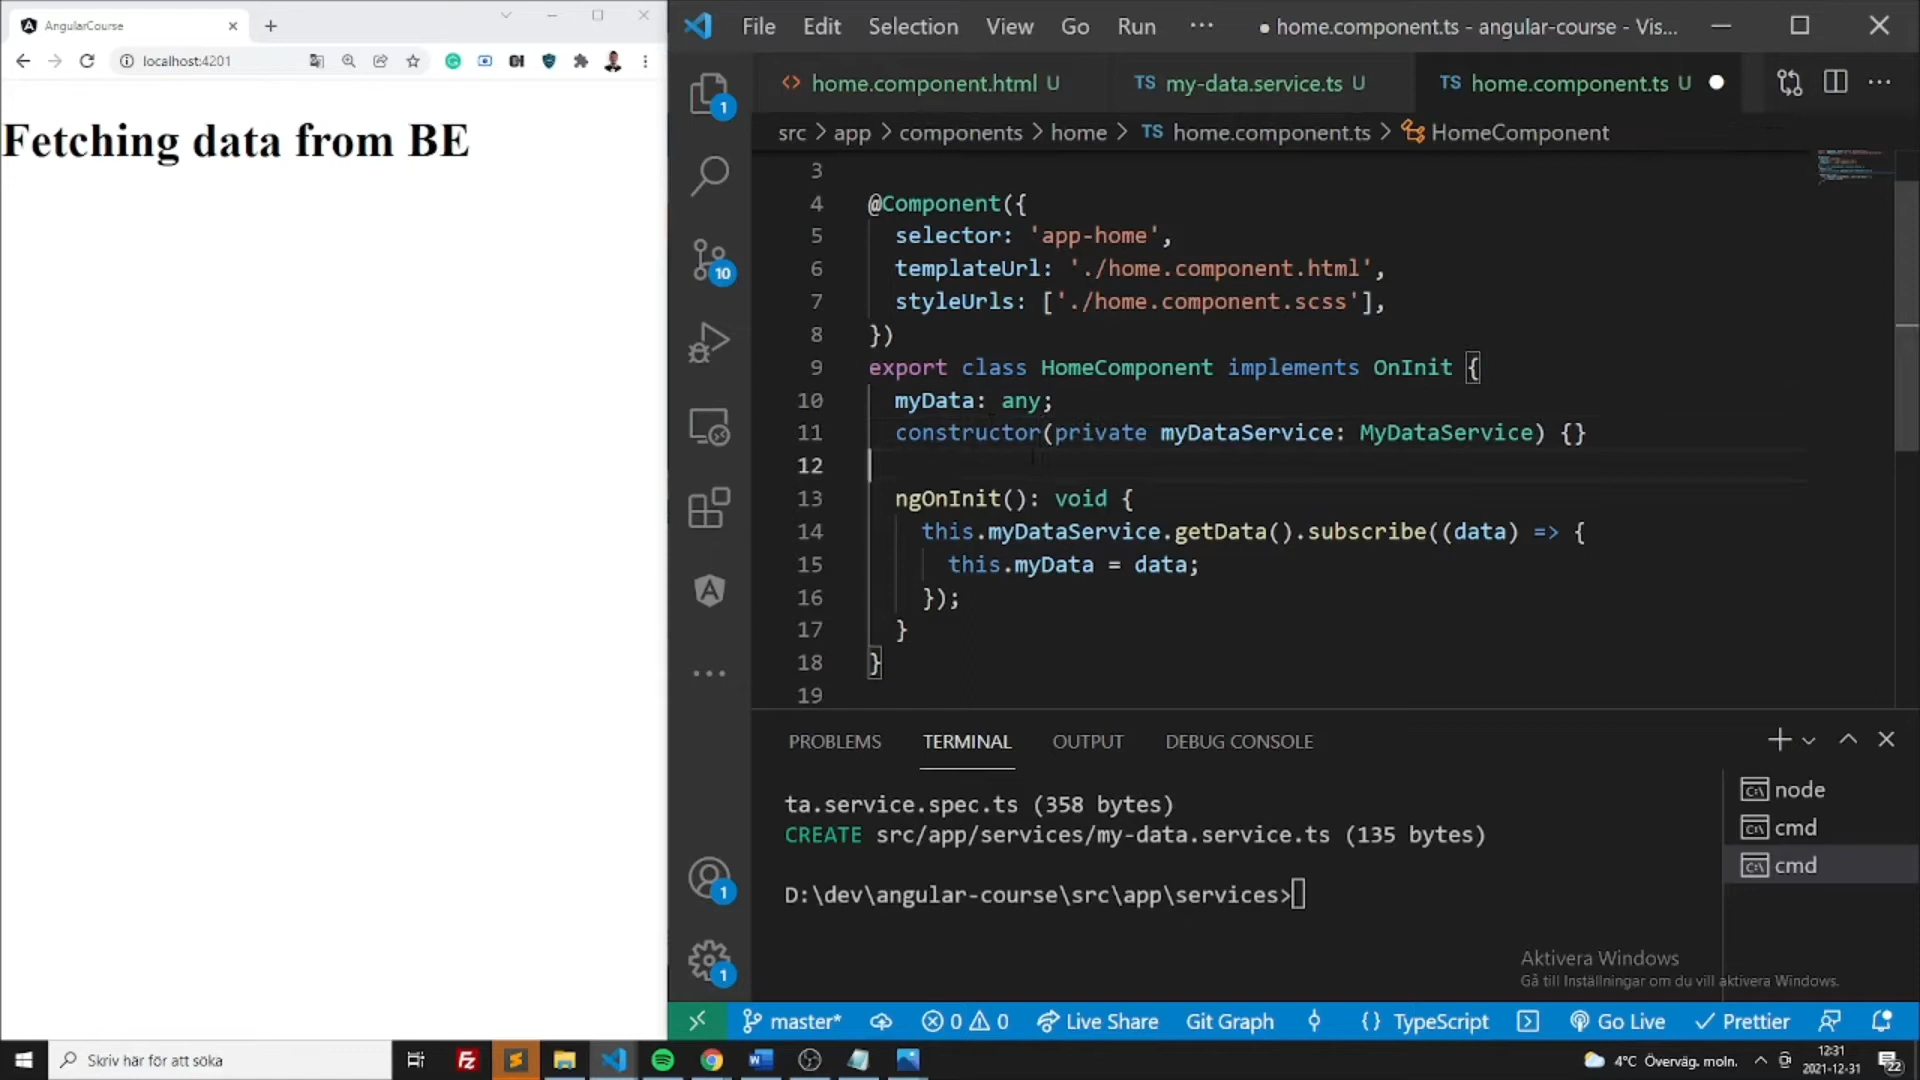 AngularCourse
localhost:4201
Fetching data from BE
File Edit Selection View Go Run ··· ● home.component.ts - angular-course - Vis...
<> home.component.html U TS my-data.service.ts U TS home.component.ts U
src > app > components > home > TS home.component.ts > HomeComponent
3
4 @Component({
5 selector: 'app-home',
6 templateUrl: './home.component.html',
7 styleUrls: ['./home.component.scss'],
8 })
9 export class HomeComponent implements OnInit {
10 myData: any;
11 constructor(private myDataService: MyDataService) {}
12
13 ngOnInit(): void {
14 this.myDataService.getData().subscribe((data) => {
15 this.myData = data;
16 });
17 }
18 }
19
1
10
1
1
PROBLEMS TERMINAL OUTPUT DEBUG CONSOLE
ta.service.spec.ts (358 bytes)
CREATE src/app/services/my-data.service.ts (135 bytes)
D:\dev\angular-course\src\app\services>
node
cmd
cmd
Aktivera Windows
Gå till Inställningar om du vill aktivera Windows.
master* 0 0 Live Share Git Graph {} TypeScript Go Live Prettier
Skriv här för att söka
4°C Överväg. moln.
12:31
2021-12-31
22